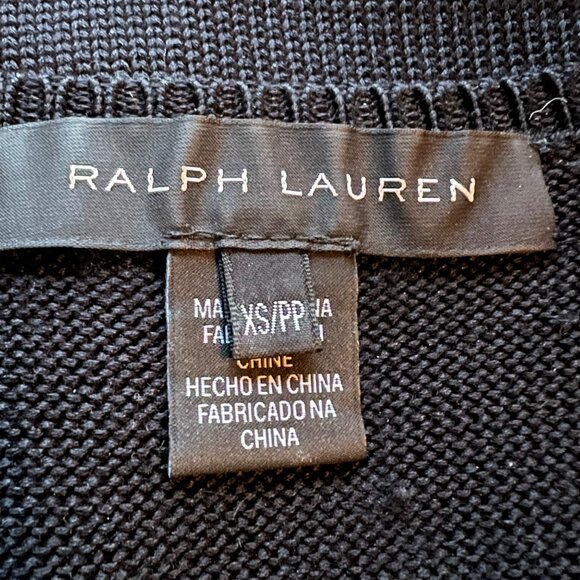 RALPH LAUREN
XS/PP
CHINE
HECHO EN CHINA
FABRICADO NA
CHINA